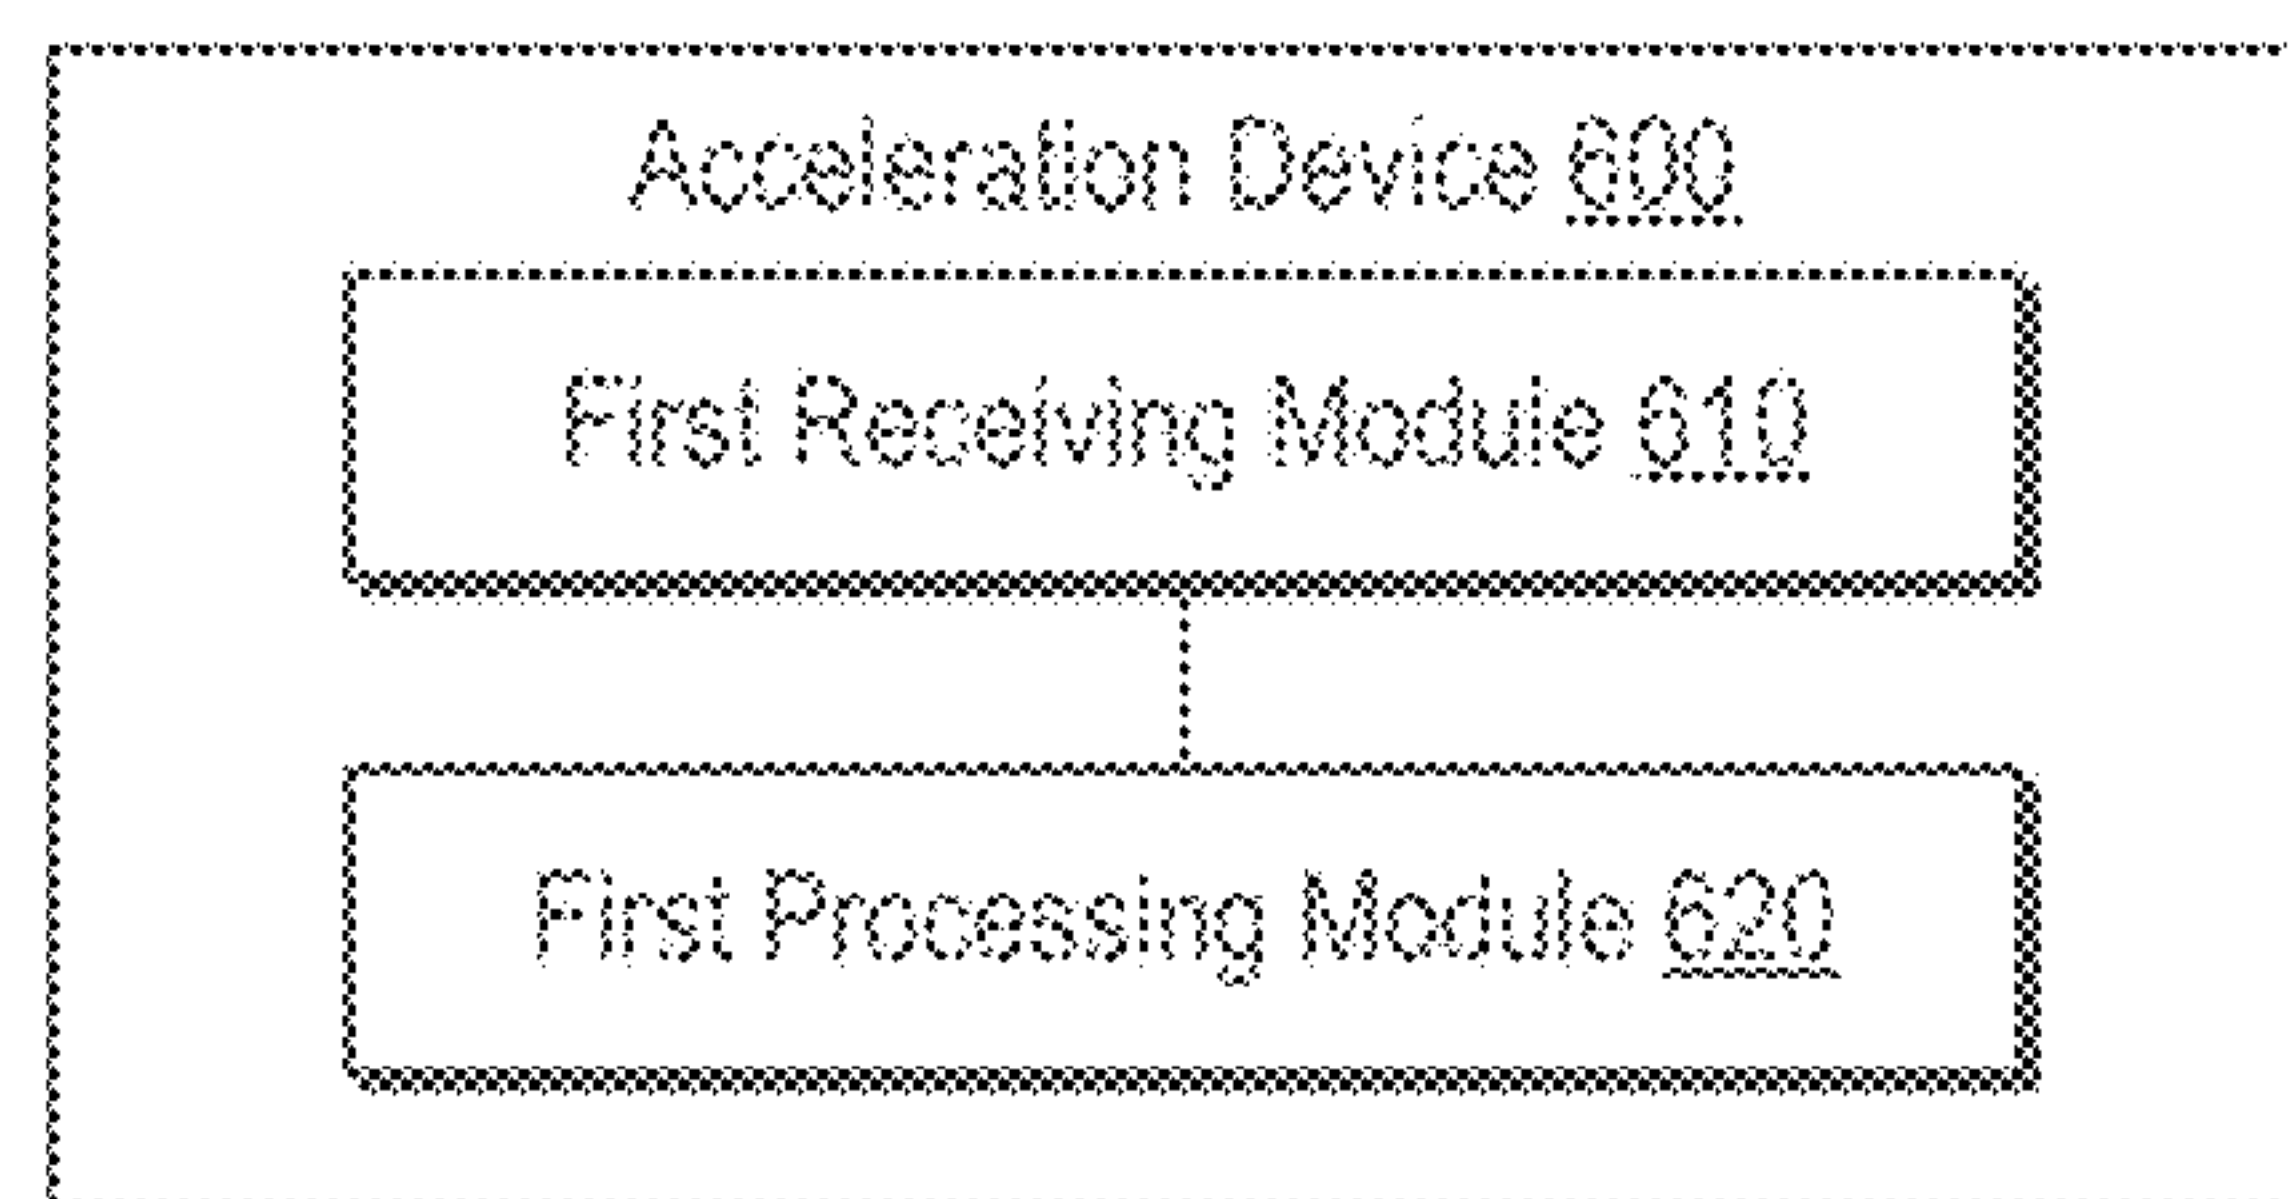 Acceleration Device 600
First Receiving Module 610
First Processing Module 620